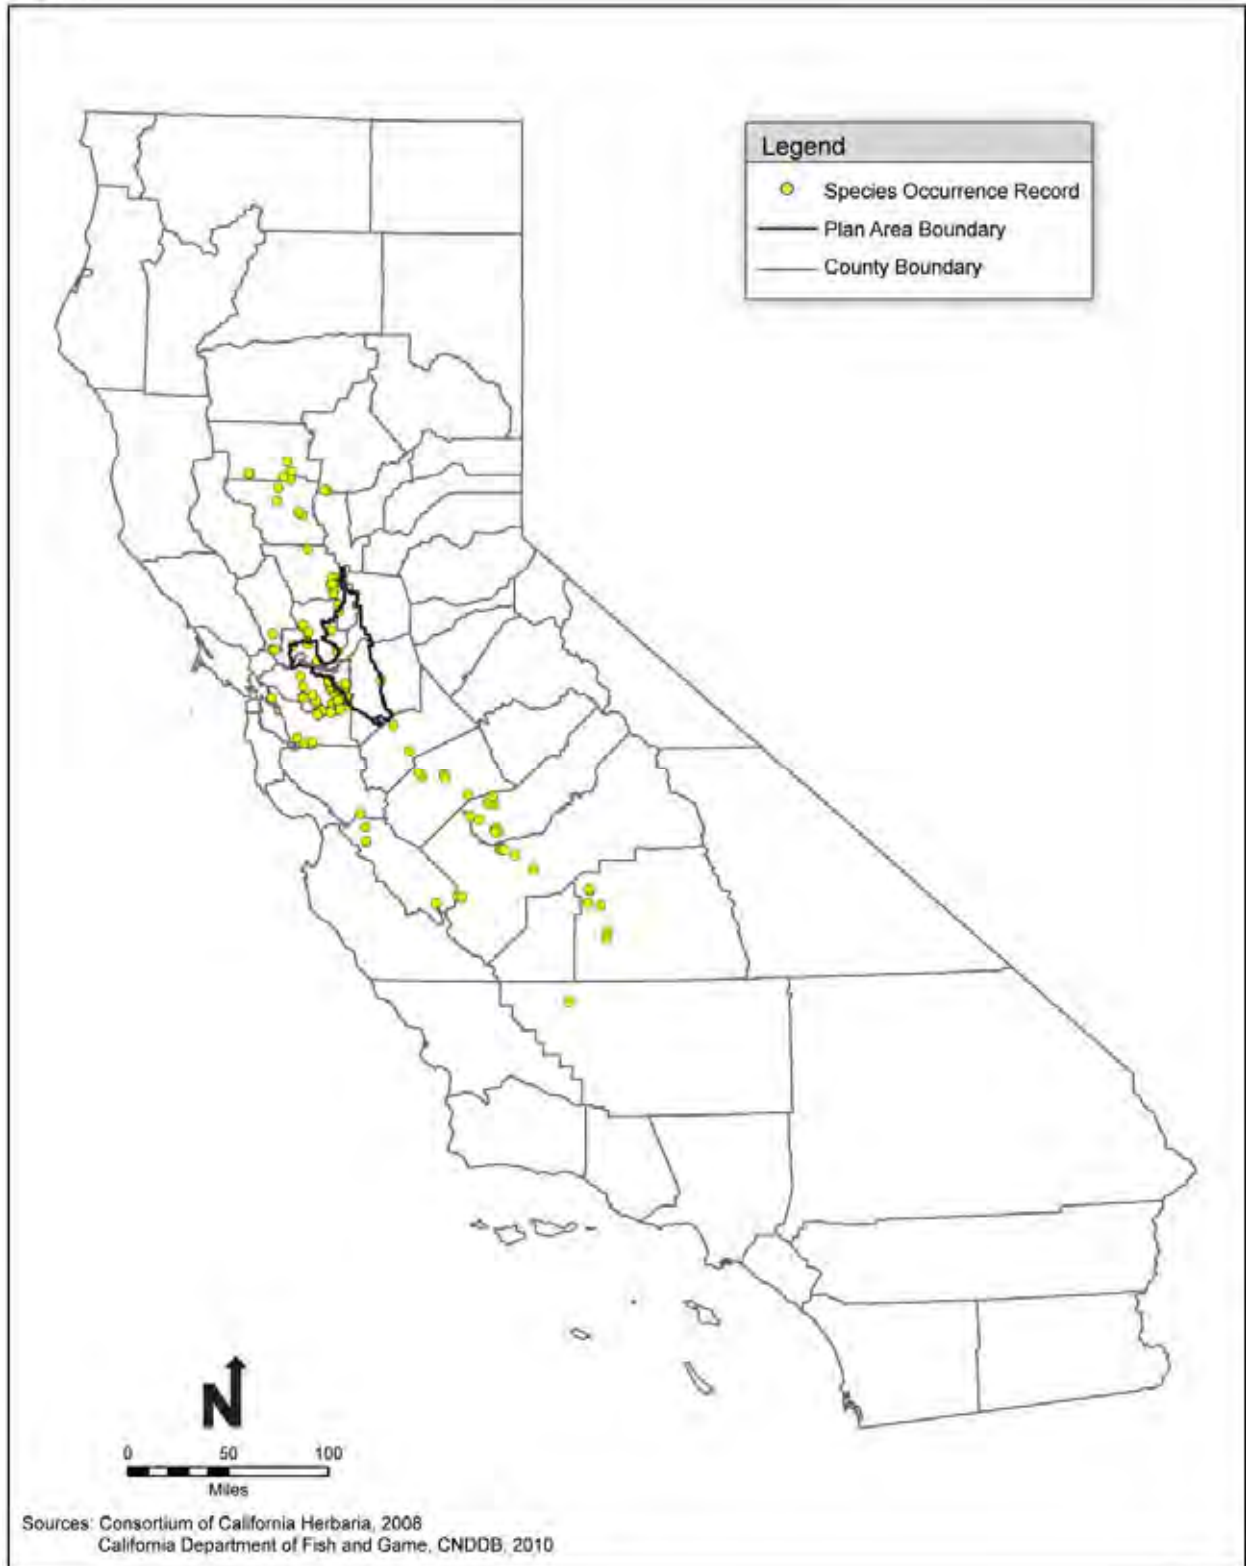 Legend
Species Occurrence Record
Plan Area Boundary
County Boundary
N
0 50 100
Miles
Sources: Consortium of California Herbaria, 2008
California Department of Fish and Game, CNDDB, 2010